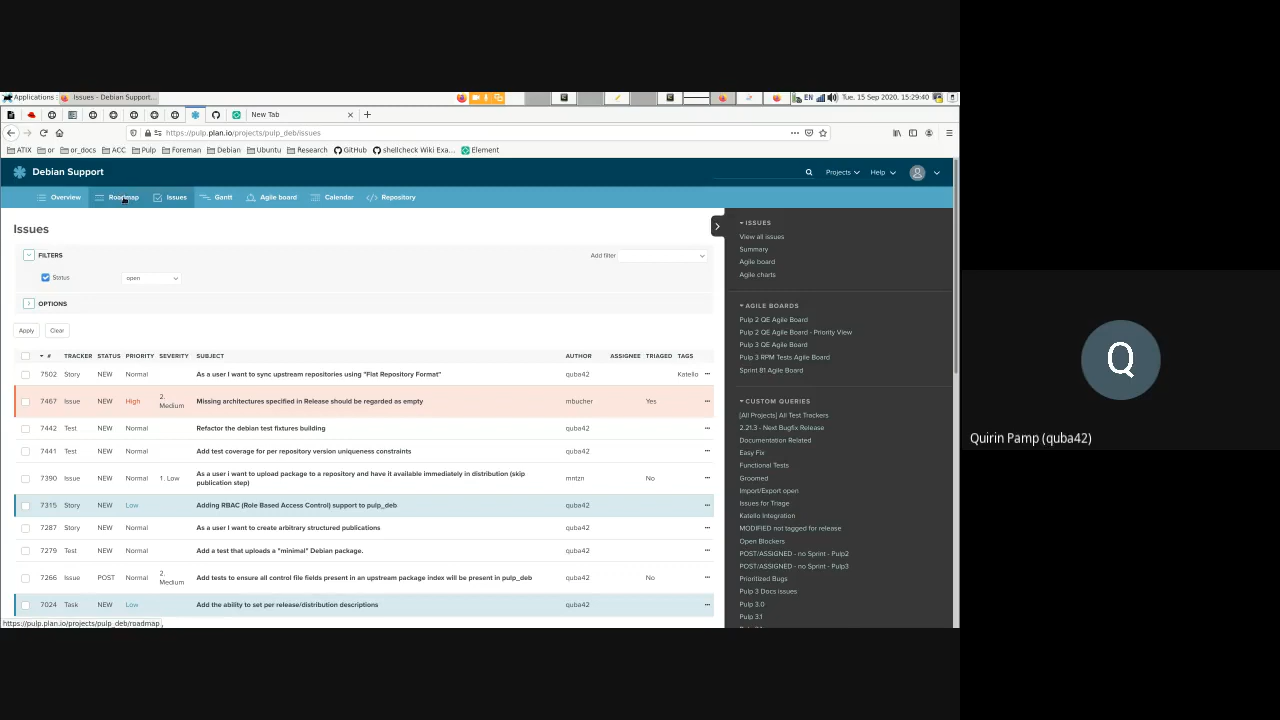 Applications
Issues - Debian Support...
EN
Tue, 15 Sep 2020, 15:29:40
New Tab
https://pulp.plan.io/projects/pulp_deb/issues
ATIX
or
or_docs
ACC
Pulp
Foreman
Debian
Ubuntu
Research
GitHub
shellcheck Wiki Exa...
Element
Debian Support
Projects
Help
Overview
Roadmap
Issues
Gantt
Agile board
Calendar
Repository
Issues
FILTERS
Add filter
Status
open
OPTIONS
Apply
Clear
# TRACKER STATUS PRIORITY SEVERITY SUBJECT AUTHOR ASSIGNEE TRIAGED TAGS
7502 Story NEW Normal As a user I want to sync upstream repositories using "Flat Repository Format" quba42 Katello
7467 Issue NEW High 2. Medium Missing architectures specified in Release should be regarded as empty mbucher Yes
7442 Test NEW Normal Refactor the debian test fixtures building quba42
7441 Test NEW Normal Add test coverage for per repository version uniqueness constraints quba42
7390 Issue NEW Normal 1. Low As a user i want to upload package to a repository and have it available immediately in distribution (skip publication step) mntzn No
7315 Story NEW Low Adding RBAC (Role Based Access Control) support to pulp_deb quba42
7287 Story NEW Normal As a user I want to create arbitrary structured publications quba42
7279 Test NEW Normal Add a test that uploads a "minimal" Debian package. quba42
7266 Issue POST Normal 2. Medium Add tests to ensure all control file fields present in an upstream package index will be present in pulp_deb quba42 No
7024 Task NEW Low Add the ability to set per release/distribution descriptions quba42
https://pulp.plan.io/projects/pulp_deb/roadmap
ISSUES
View all issues
Summary
Agile board
Agile charts
AGILE BOARDS
Pulp 2 QE Agile Board
Pulp 2 QE Agile Board - Priority View
Pulp 3 QE Agile Board
Pulp 3 RPM Tests Agile Board
Sprint 81 Agile Board
CUSTOM QUERIES
[All Projects] All Test Trackers
2.21.3 - Next Bugfix Release
Documentation Related
Easy Fix
Functional Tests
Groomed
Import/Export open
Issues for Triage
Katello Integration
MODIFIED not tagged for release
Open Blockers
POST/ASSIGNED - no Sprint - Pulp2
POST/ASSIGNED - no Sprint - Pulp3
Prioritized Bugs
Pulp 3 Docs issues
Pulp 3.0
Pulp 3.1
Q
Quirin Pamp (quba42)